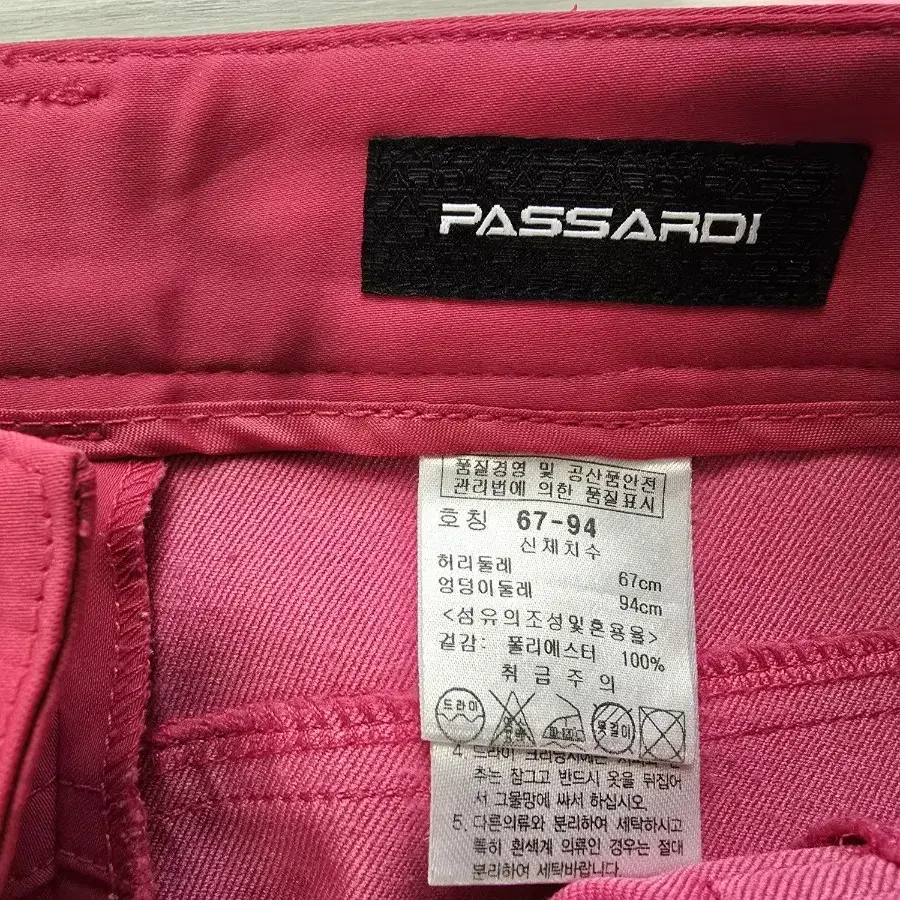 PASSARDI
품질경영 및 공산품안전
관리법에 의한 품질표시
호칭 67-94
신체치수
허리둘레 67cm
엉덩이둘레 94cm
<섬유의조성및혼용율>
겉감: 폴리에스터 100%
취급주의
드라이
옷걸이
4. 드라이
추는 잠그고 반드시 옷을 뒤집어
서 그물망에 싸서 하십시오.
5. 다른의류와 분리하여 세탁하시고
특히 흰색계 의류인 경우는 절대
분리하여 세탁바랍니다.